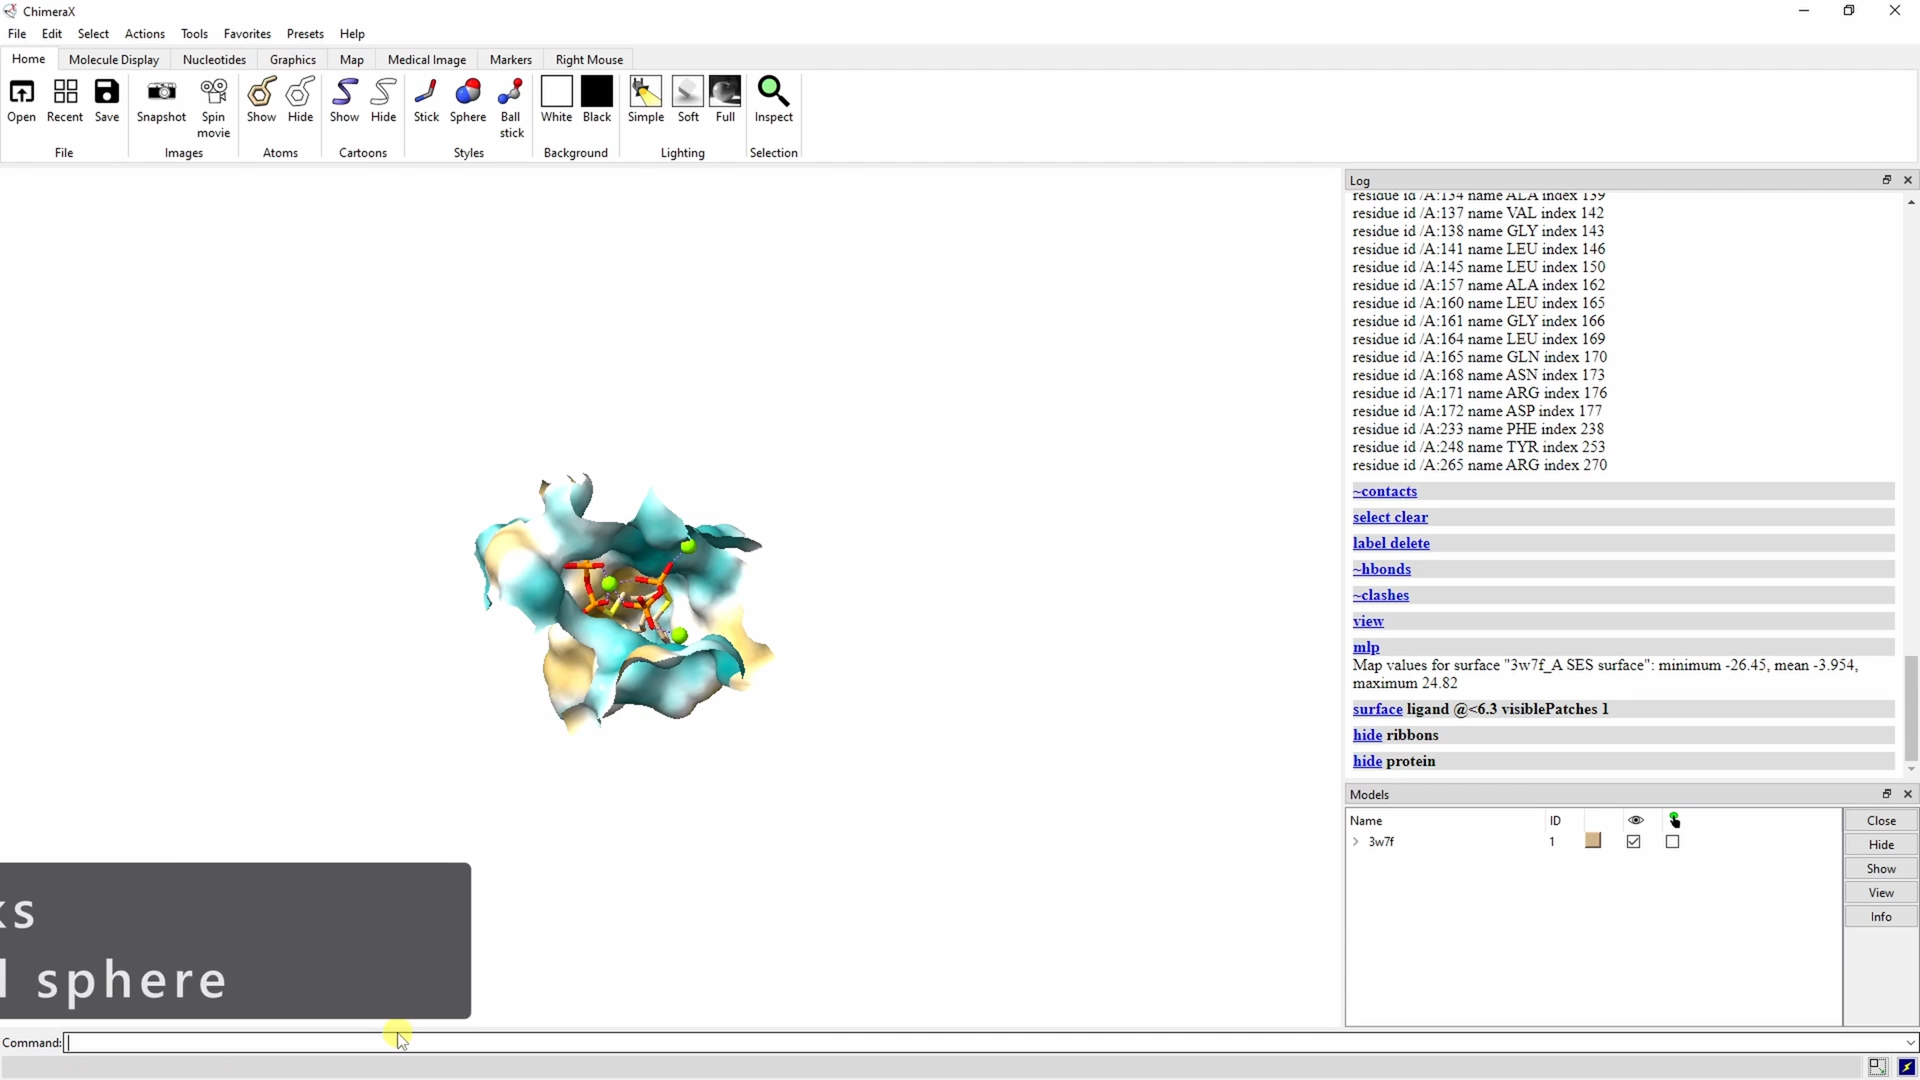 ChimeraX
File Edit Select Actions Tools Favorites Presets Help
Home Molecule Display Nucleotides Graphics Map Medical Image Markers Right Mouse
Open Recent Save Snapshot Spin movie Show Hide Show Hide Stick Sphere Ball stick White Black Simple Soft Full Inspect
File Images Atoms Cartoons Styles Background Lighting Selection
Log
residue id /A:134 name ALA index 139
residue id /A:137 name VAL index 142
residue id /A:138 name GLY index 143
residue id /A:141 name LEU index 146
residue id /A:145 name LEU index 150
residue id /A:157 name ALA index 162
residue id /A:160 name LEU index 165
residue id /A:161 name GLY index 166
residue id /A:164 name LEU index 169
residue id /A:165 name GLN index 170
residue id /A:168 name ASN index 173
residue id /A:171 name ARG index 176
residue id /A:172 name ASP index 177
residue id /A:233 name PHE index 238
residue id /A:248 name TYR index 253
residue id /A:265 name ARG index 270
~contacts
select clear
label delete
~hbonds
~clashes
view
mlp
Map values for surface "3w7f_A SES surface": minimum -26.45, mean -3.954,
maximum 24.82
surface ligand @<6.3 visiblePatches 1
hide ribbons
hide protein
Models
Name ID
3w7f 1
Close
Hide
Show
View
Info
ks
sphere
Command: